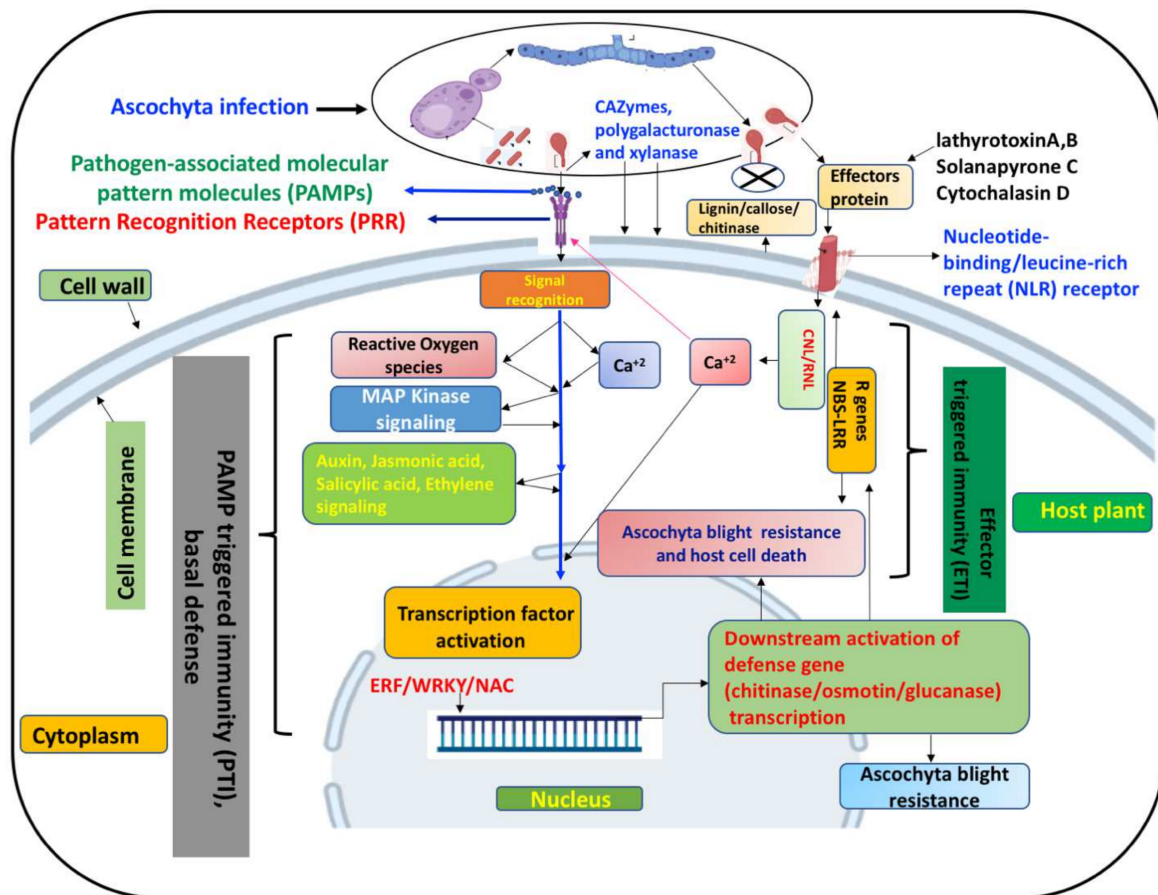 Ascochyta infection
CAZymes,
polygalacturonase
and xylanase
Pathogen-associated molecular
pattern molecules (PAMPs)
Pattern Recognition Receptors (PRR)
lathyrotoxinA,B
Solanapyrone C
Cytochalasin D
Effectors
protein
Lignin/callose/
chitinase
Nucleotide-
binding/leucine-rich
repeat (NLR) receptor
Cell wall
Signal
recognition
Reactive Oxygen
species
Ca+2
Ca+2
CNL/RNL
R genes
NBS-LRR
MAP Kinase
signaling
Auxin, Jasmonic acid,
Salicylic acid, Ethylene
signaling
Cell membrane
PAMP triggered immunity (PTI),
basal defense
Effector
triggered immunity (ETI)
Host plant
Ascochyta blight resistance
and host cell death
Transcription factor
activation
ERF/WRKY/NAC
Downstream activation of
defense gene
(chitinase/osmotin/glucanase)
transcription
Cytoplasm
Nucleus
Ascochyta blight
resistance